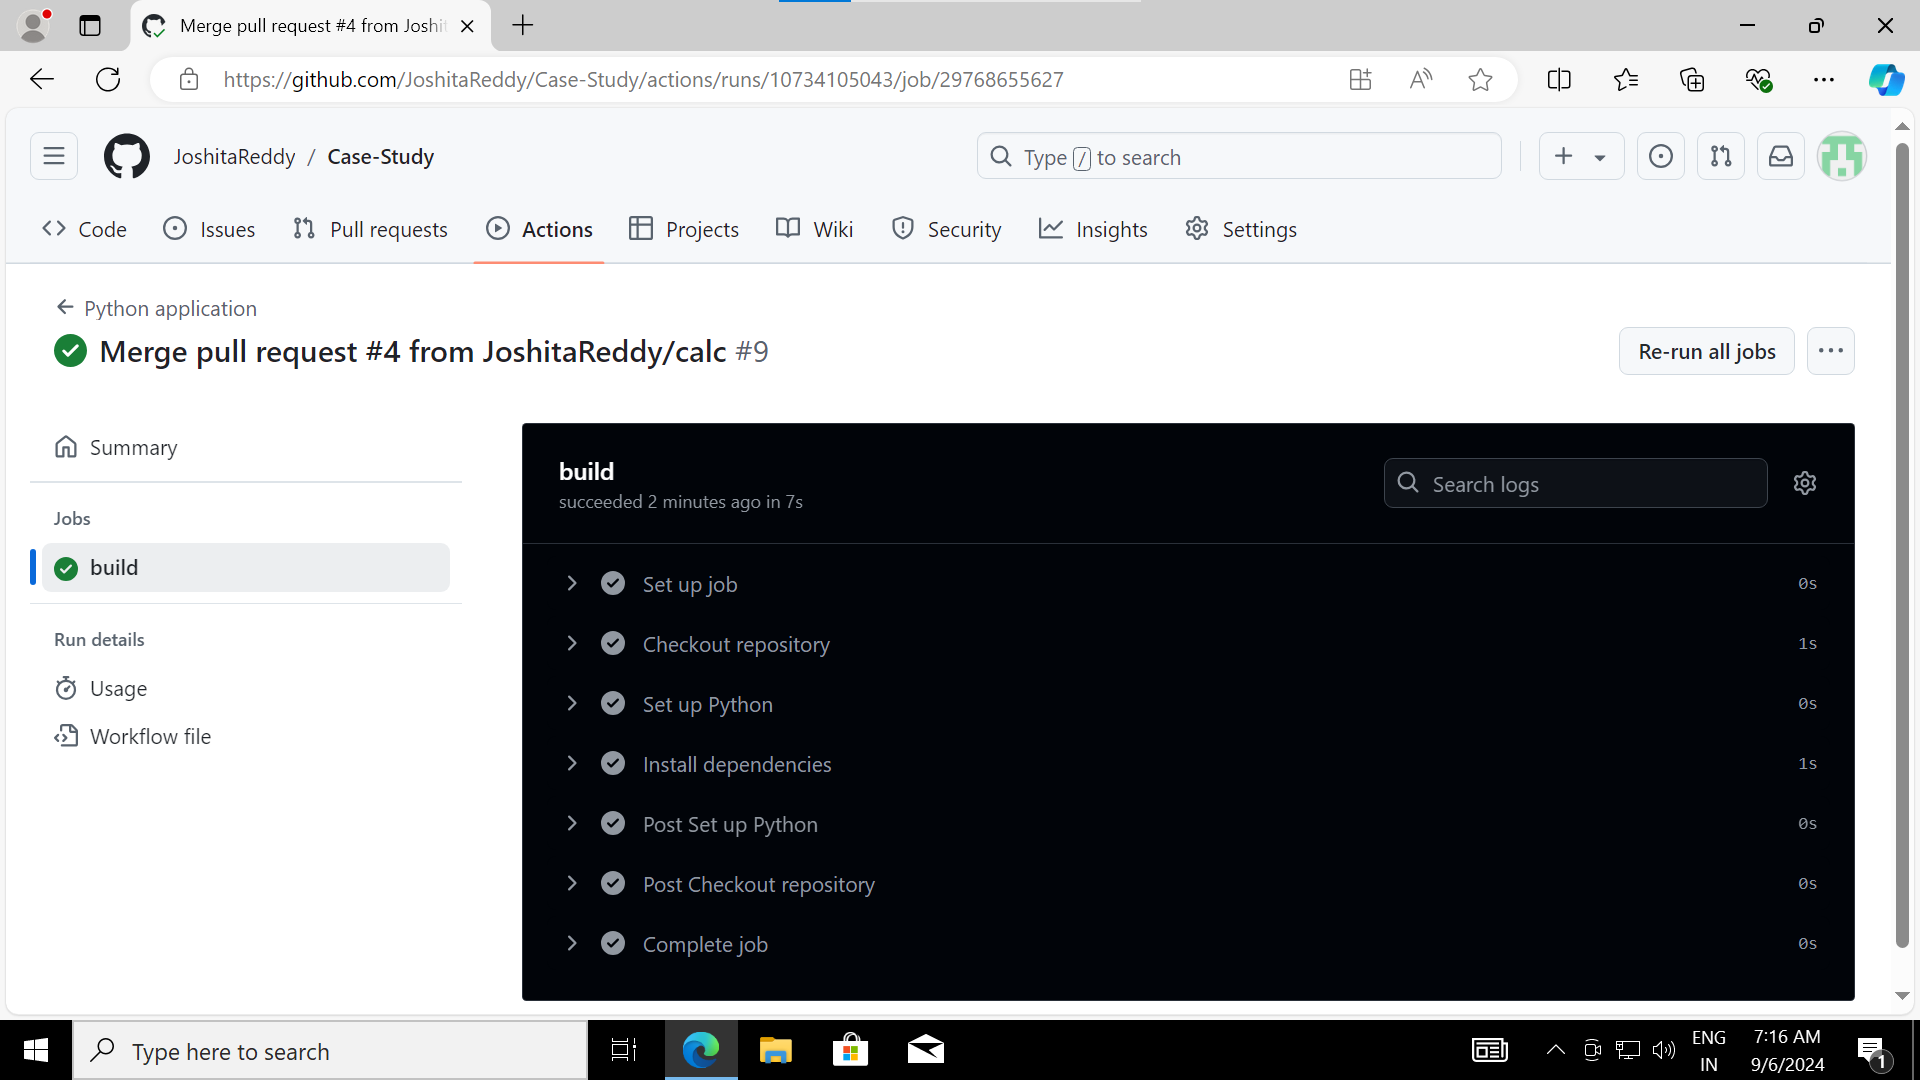 Merge pull request #4 from Joshit
https://github.com/JoshitaReddy/Case-Study/actions/runs/10734105043/job/29768655627
JoshitaReddy / Case-Study
Type / to search
Code Issues Pull requests Actions Projects Wiki Security Insights Settings
Python application
Merge pull request #4 from JoshitaReddy/calc #9
Re-run all jobs
Summary
Jobs
build
Run details
Usage
Workflow file
build
succeeded 2 minutes ago in 7s
Search logs
Set up job 0s
Checkout repository 1s
Set up Python 0s
Install dependencies 1s
Post Set up Python 0s
Post Checkout repository 0s
Complete job 0s
Type here to search
ENG
IN
7:16 AM
9/6/2024
1